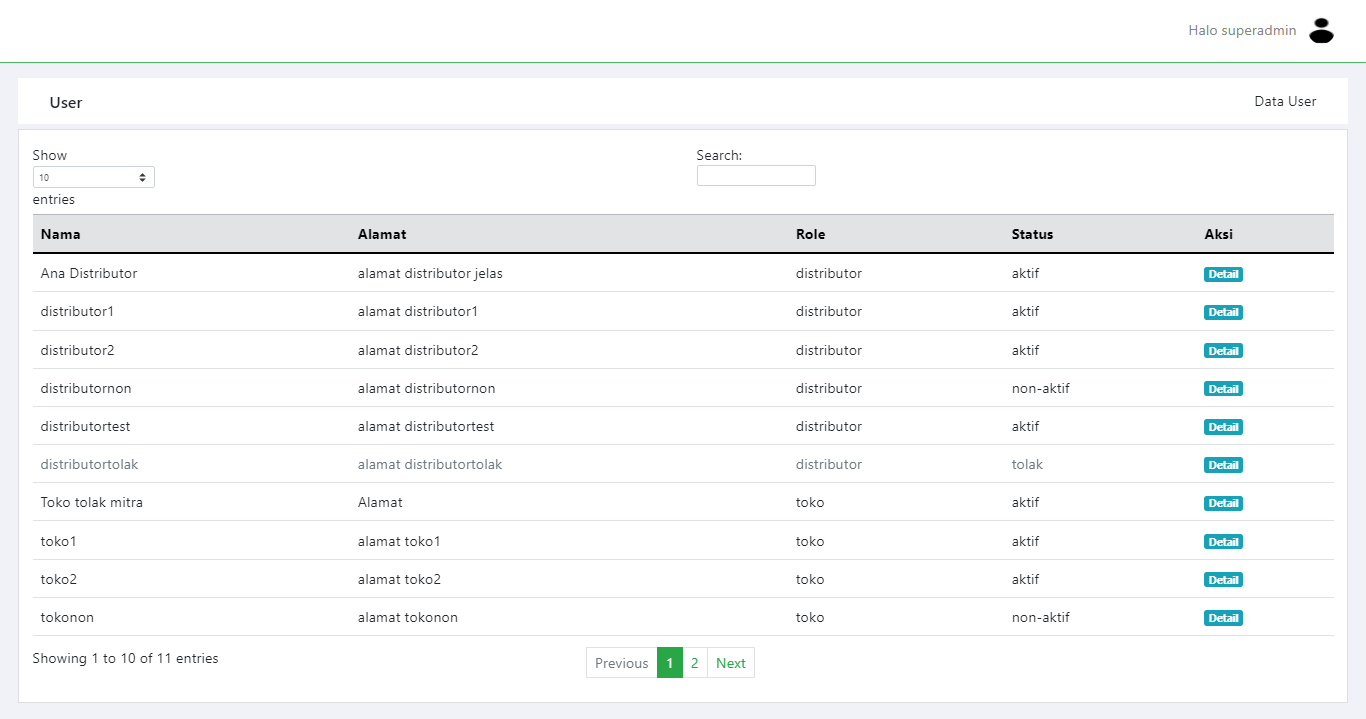 Halo superadmin
User Data User
Show Search:
10
entries
Nama Alamat Role Status Aksi
Ana Distributor alamat distributor jelas distributor aktif Detail
distributor1 alamat distributor1 distributor aktif Detail
distributor2 alamat distributor2 distributor aktif Detail
distributornon alamat distributornon distributor non-aktif Detail
distributortest alamat distributortest distributor aktif Detail
distributortolak alamat distributortolak distributor tolak Detail
Toko tolak mitra Alamat toko aktif Detail
toko1 alamat toko1 toko aktif Detail
toko2 alamat toko2 toko aktif Detail
tokonon alamat tokonon toko non-aktif Detail
Showing 1 to 10 of 11 entries Previous 1 2 Next